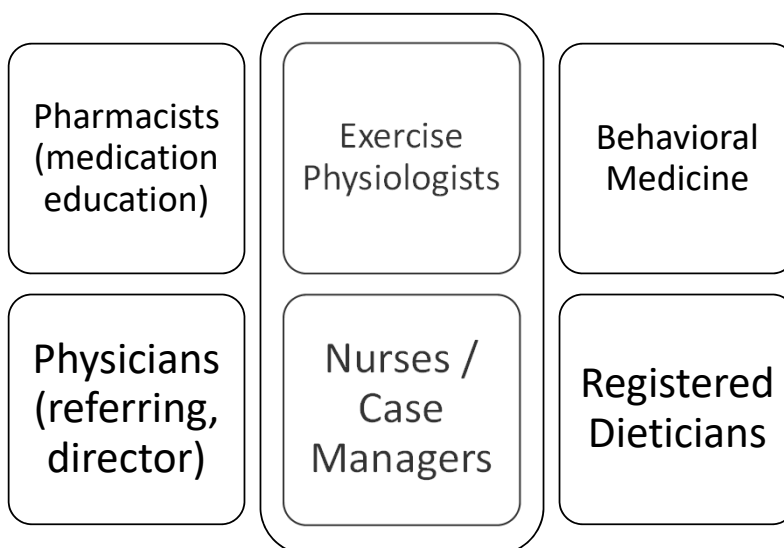 Pharmacists
(medication
education)
Exercise
Physiologists
Behavioral
Medicine
Physicians
(referring,
director)
Nurses /
Case
Managers
Registered
Dieticians